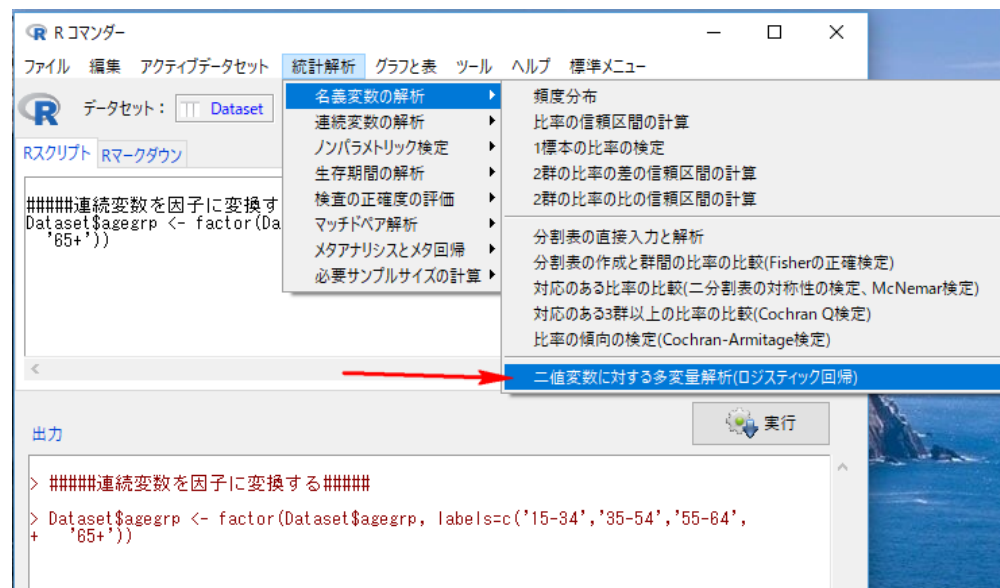 R コマンダー
ファイル 編集 アクティブデータセット 統計解析 グラフと表 ツール ヘルプ 標準メニュー
データセット： Dataset
Rスクリプト Rマークダウン
#####連続変数を因子に変換す
Dataset$agegrp <- factor(Da
'65+'))
名義変数の解析
連続変数の解析
ノンパラメトリック検定
生存期間の解析
検査の正確度の評価
マッチドペア解析
メタアナリシスとメタ回帰
必要サンプルサイズの計算
頻度分布
比率の信頼区間の計算
1標本の比率の検定
2群の比率の差の信頼区間の計算
2群の比率の比の信頼区間の計算
分割表の直接入力と解析
分割表の作成と群間の比率の比較(Fisherの正確検定)
対応のある比率の比較(二分割表の対称性の検定、McNemar検定)
対応のある3群以上の比率の比較(Cochran Q検定)
比率の傾向の検定(Cochran-Armitage検定)
二値変数に対する多変量解析(ロジスティック回帰)
実行
出力
> #####連続変数を因子に変換する#####
> Dataset$agegrp <- factor(Dataset$agegrp, labels=c('15-34','35-54','55-64',
+ '65+'))